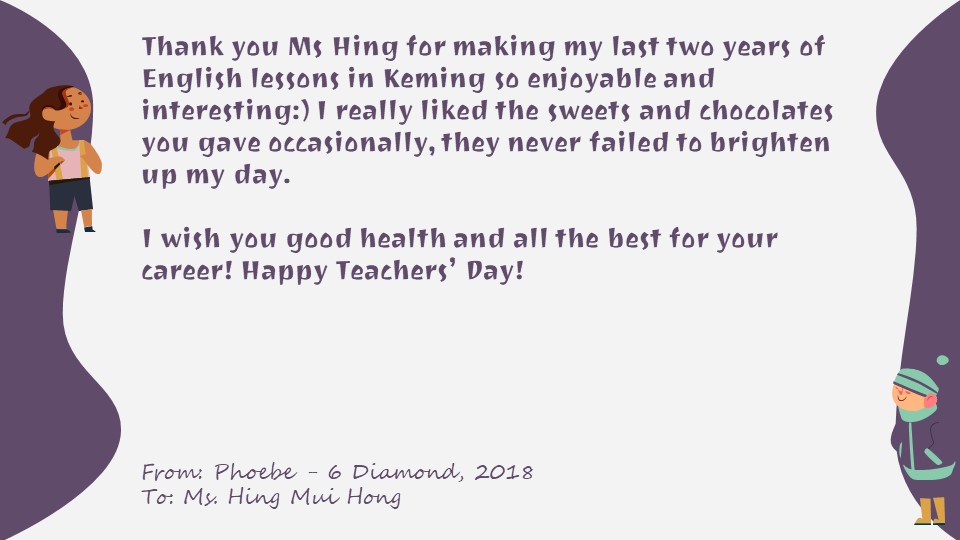 Thank you Ms Hing for making my last two years of
English lessons in Keming so enjoyable and
interesting:) I really liked the sweets and chocolates
you gave occasionally, they never failed to brighten
up my day.
I wish you good health and all the best for your
career! Happy Teachers’ Day!
From: Phoebe - 6 Diamond, 2018
To: Ms. Hing Mui Hong